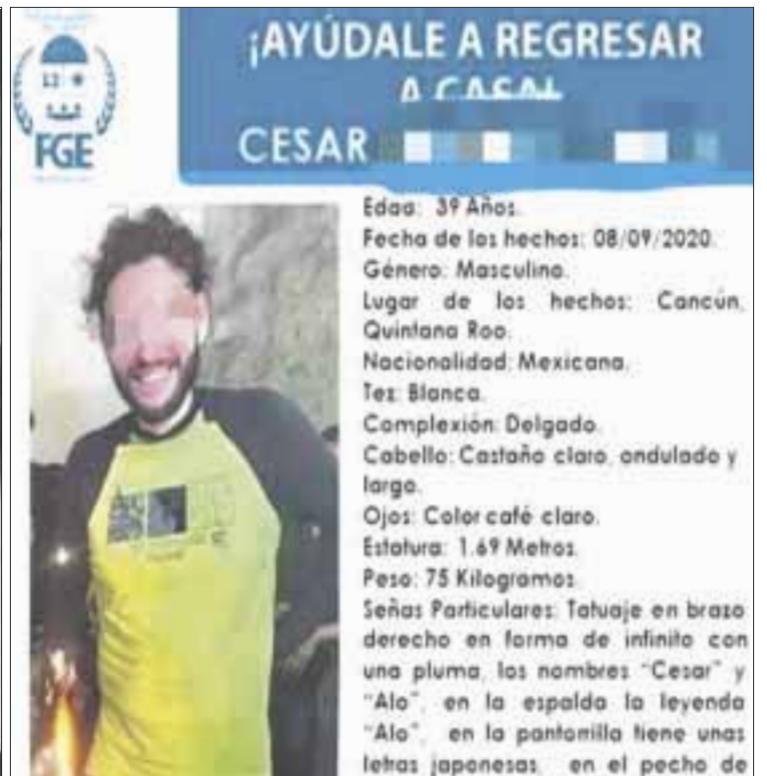 ¡AYÚDALE A REGRESAR
A CASA!
FGE
CESAR
Edad: 39 Años.
Fecha de los hechos: 08/09/2020.
Género: Masculino.
Lugar de los hechos: Cancún,
Quintana Roo.
Nacionalidad: Mexicana.
Tez: Blanca.
Complexión: Delgado.
Cabello: Castaño claro, ondulado y
largo.
Ojos: Color café claro.
Estatura: 1.69 Metros.
Peso: 75 Kilogramos.
Señas Particulares: Tatuaje en brazo
derecho en forma de infinito con
una pluma, los nombres "Cesar" y
"Alo", en la espalda la leyenda
"Alo", en la pantorrilla tiene unas
letras japonesas, en el pecho de